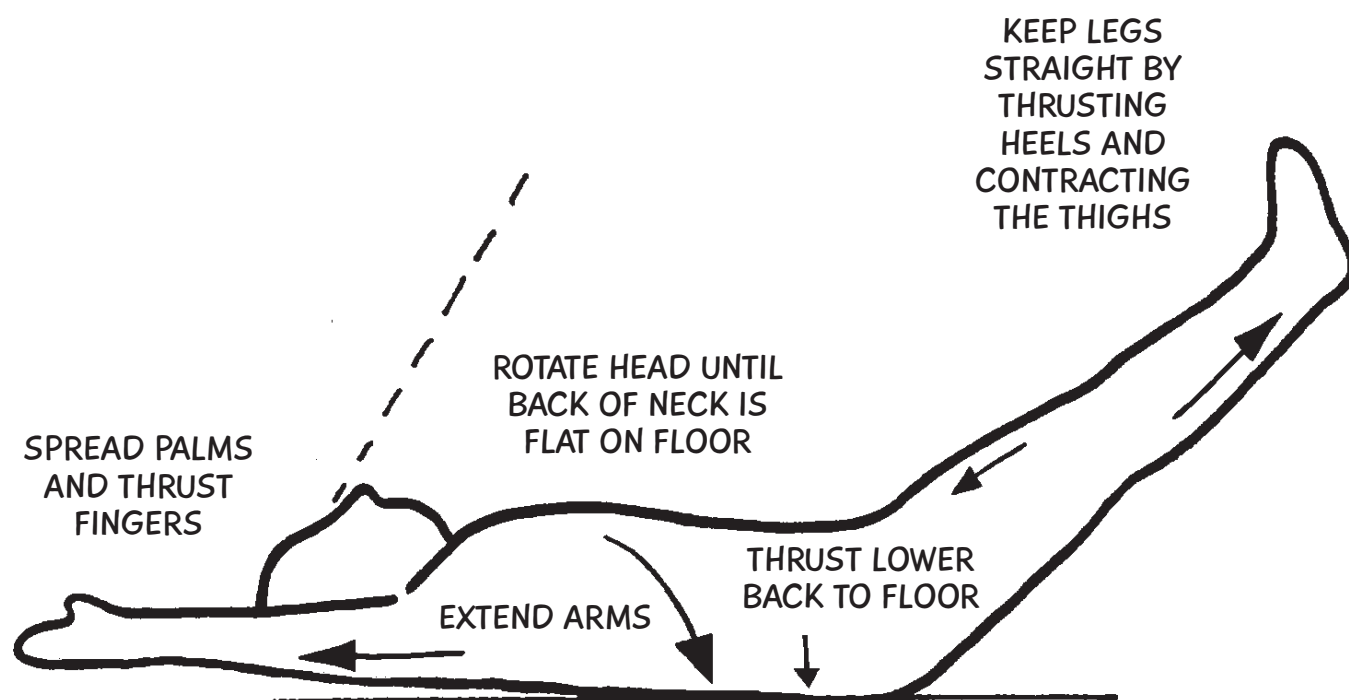 KEEP LEGS
STRAIGHT BY
THRUSTING
HEELS AND
CONTRACTING
THE THIGHS
ROTATE HEAD UNTIL
BACK OF NECK IS
FLAT ON FLOOR
SPREAD PALMS
AND THRUST
FINGERS
THRUST LOWER
BACK TO FLOOR
EXTEND ARMS